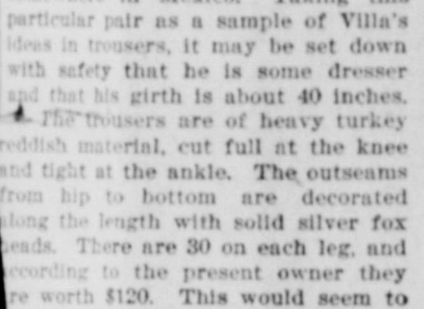 particular pair as a sample of Villa's
ideas in trousers, it may be set down
with safety that he is some dresser
and that his girth is about 40 inches.
The trousers are of heavy turkey
reddish material, cut full at the knee
and tight at the ankle. The outseams
from hip to bottom are decorated
along the length with solid silver fox
heads. There are 30 on each leg, and
according to the present owner they
are worth $120. This would seem to